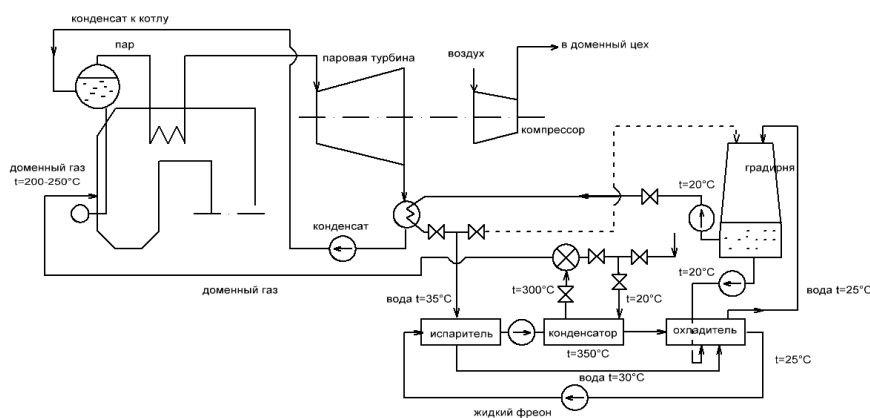 конденсат к котлу
пар
паровая турбина
воздух
в доменный цех
компрессор
доменный газ
t=200-250°C
градирня
t=20°C
конденсат
доменный газ
вода t=35°C
t=300°C
t=20°C
t=20°C
вода t=25°C
испаритель
конденсатор
охладитель
t=350°C
t=25°C
вода t=30°C
жидкий фреон